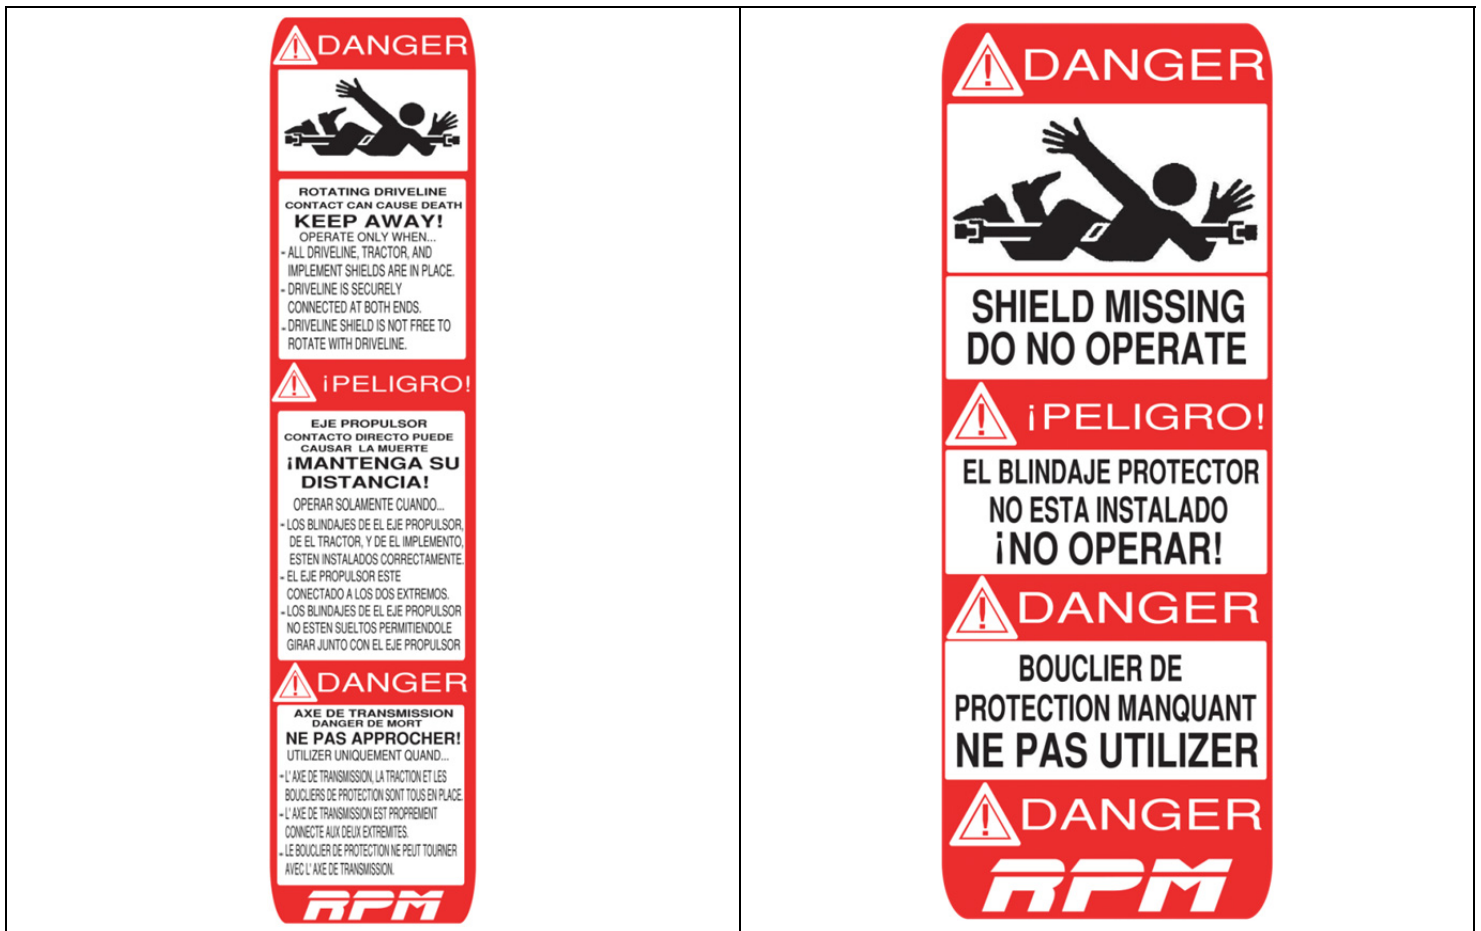 DANGER
ROTATING DRIVELINE
CONTACT CAN CAUSE DEATH
KEEP AWAY!
OPERATE ONLY WHEN...
- ALL DRIVELINE, TRACTOR, AND
IMPLEMENT SHIELDS ARE IN PLACE.
- DRIVELINE IS SECURELY
CONNECTED AT BOTH ENDS.
- DRIVELINE SHIELD IS NOT FREE TO
ROTATE WITH DRIVELINE.
¡PELIGRO!
EJE PROPULSOR
CONTACTO DIRECTO PUEDE
CAUSAR LA MUERTE
¡MANTENGA SU
DISTANCIA!
OPERAR SOLAMENTE CUANDO...
- LOS BLINDAJES DE EL EJE PROPULSOR,
DE EL TRACTOR, Y DE EL IMPLEMENTO,
ESTEN INSTALADOS CORRECTAMENTE.
- EL EJE PROPULSOR ESTE
CONECTADO A LOS DOS EXTREMOS.
- LOS BLINDAJES DE EL EJE PROPULSOR
NO ESTEN SUELTOS PERMITIENDOLE
GIRAR JUNTO CON EL EJE PROPULSOR
DANGER
AXE DE TRANSMISSION
DANGER DE MORT
NE PAS APPROCHER!
UTILIZER UNIQUEMENT QUAND...
- L' AXE DE TRANSMISSION, LA TRACTION ET LES
BOUCLIERS DE PROTECTION SONT TOUS EN PLACE.
- L' AXE DE TRANSMISSION EST PROPREMENT
CONNECTE AUX DEUX EXTREMITES.
- LE BOUCLIER DE PROTECTION NE PEUT TOURNER
AVEC L' AXE DE TRANSMISSION.
RPM
DANGER
SHIELD MISSING
DO NO OPERATE
¡PELIGRO!
EL BLINDAJE PROTECTOR
NO ESTA INSTALADO
¡NO OPERAR!
DANGER
BOUCLIER DE
PROTECTION MANQUANT
NE PAS UTILIZER
DANGER
RPM